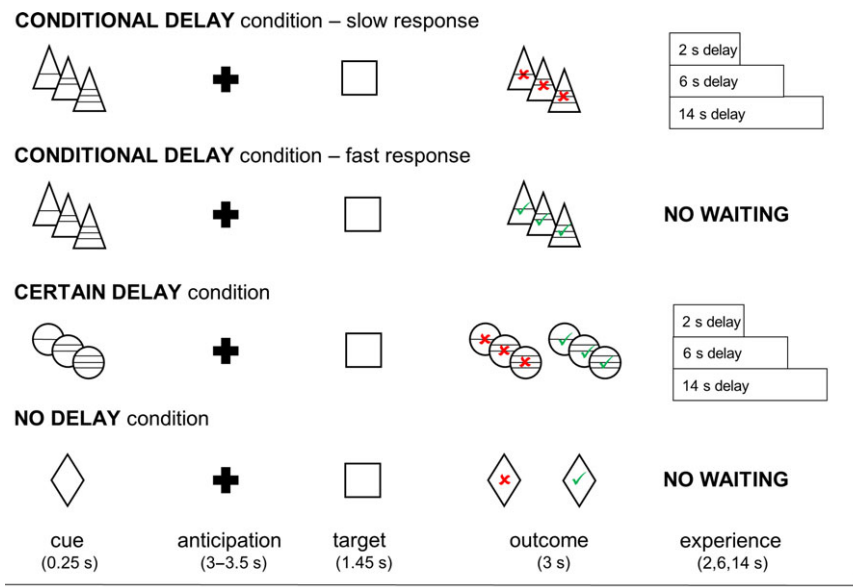 CONDITIONAL DELAY condition – slow response
2 s delay
6 s delay
14 s delay
CONDITIONAL DELAY condition – fast response
NO WAITING
CERTAIN DELAY condition
2 s delay
6 s delay
14 s delay
NO DELAY condition
NO WAITING
cue anticipation target outcome experience
(0.25 s) (3–3.5 s) (1.45 s) (3 s) (2,6,14 s)